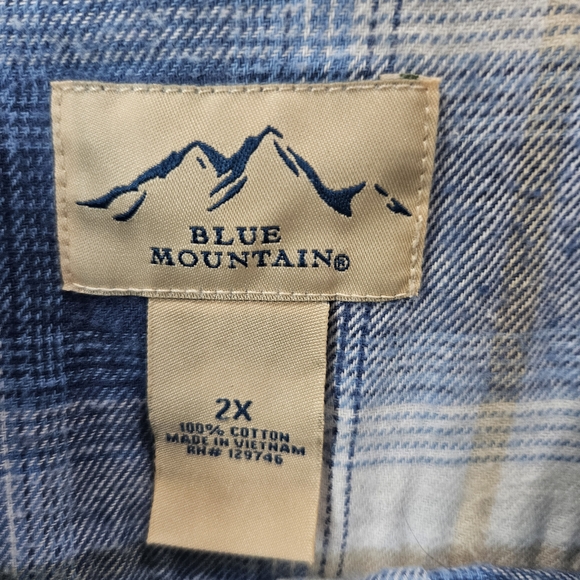 BLUE
MOUNTAIN®
2X
100% COTTON
MADE IN VIETNAM
RN# 129746